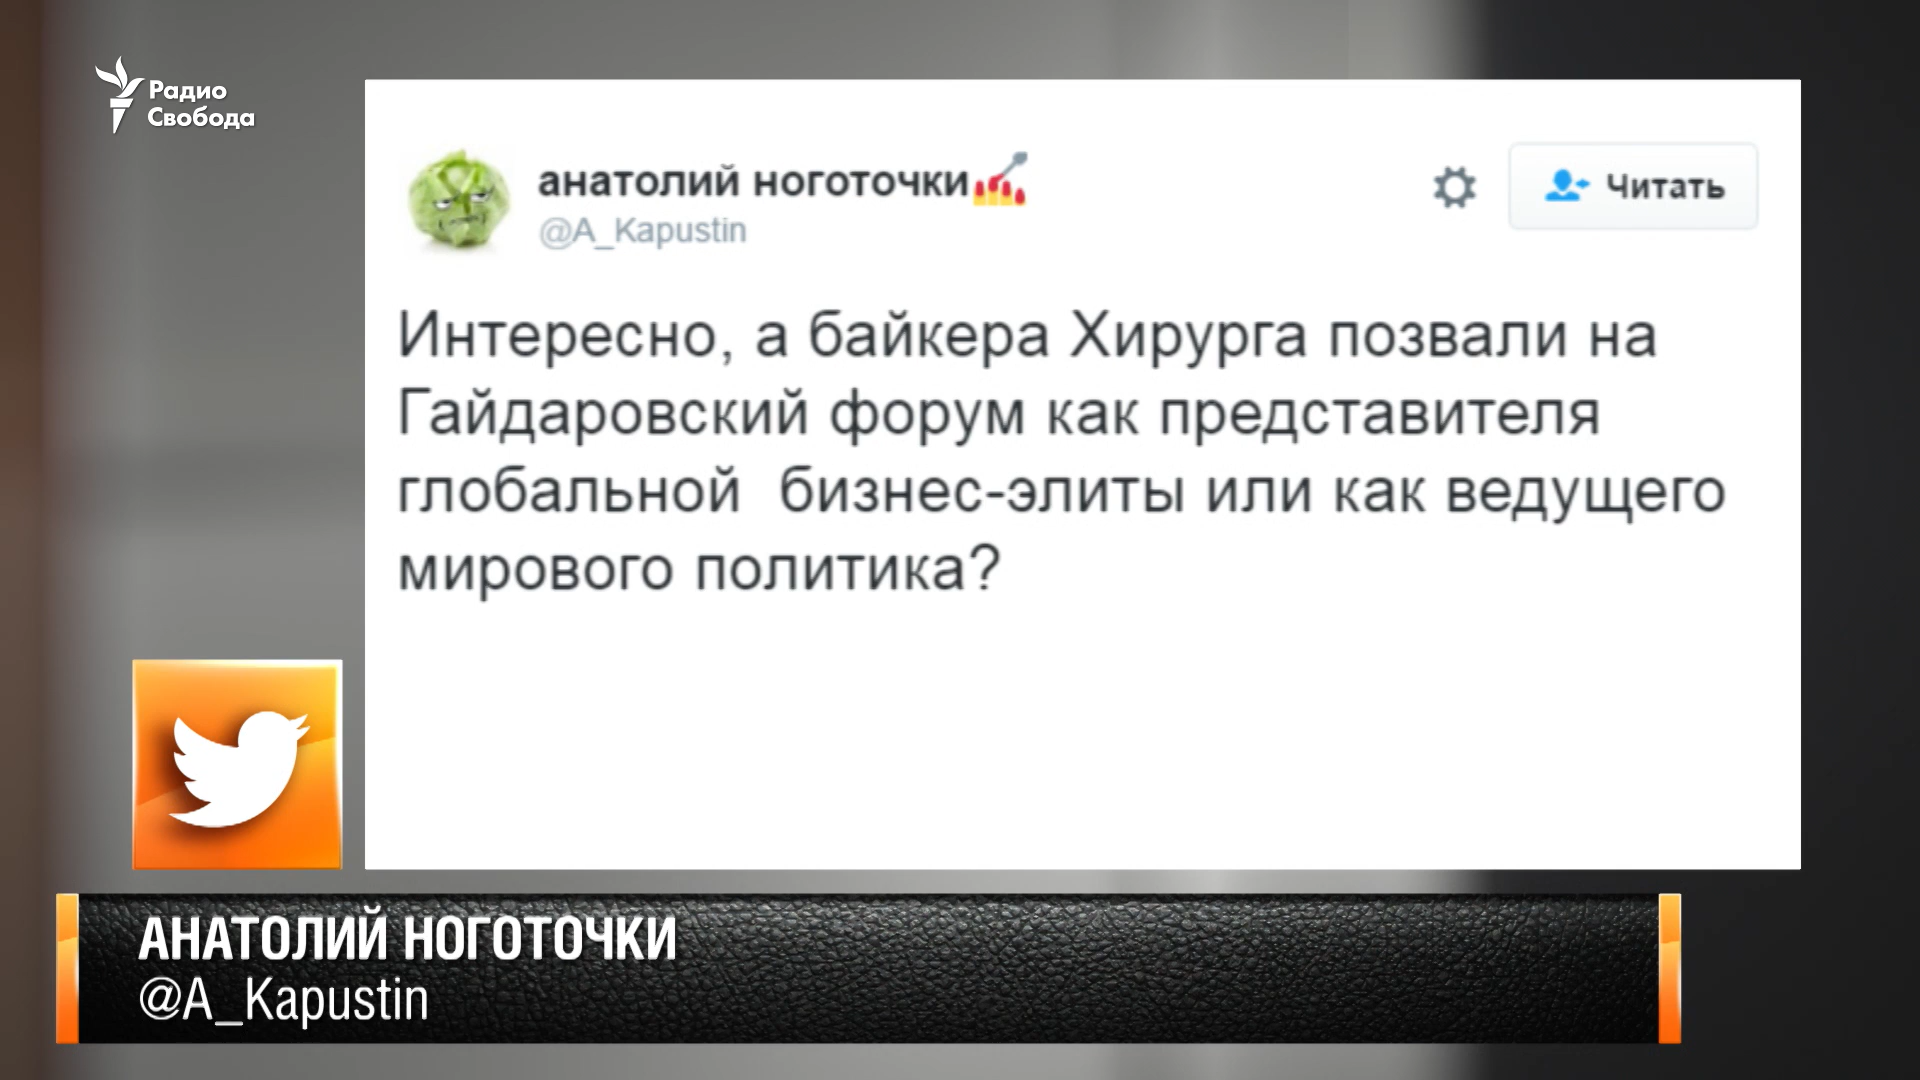 Радио
Свобода
анатолий ноготочки💅
@A_Kapustin
Читать
Интересно, а байкера Хирурга позвали на
Гайдаровский форум как представителя
глобальной  бизнес-элиты или как ведущего
мирового политика?
АНАТОЛИЙ НОГОТОЧКИ
@A_Kapustin